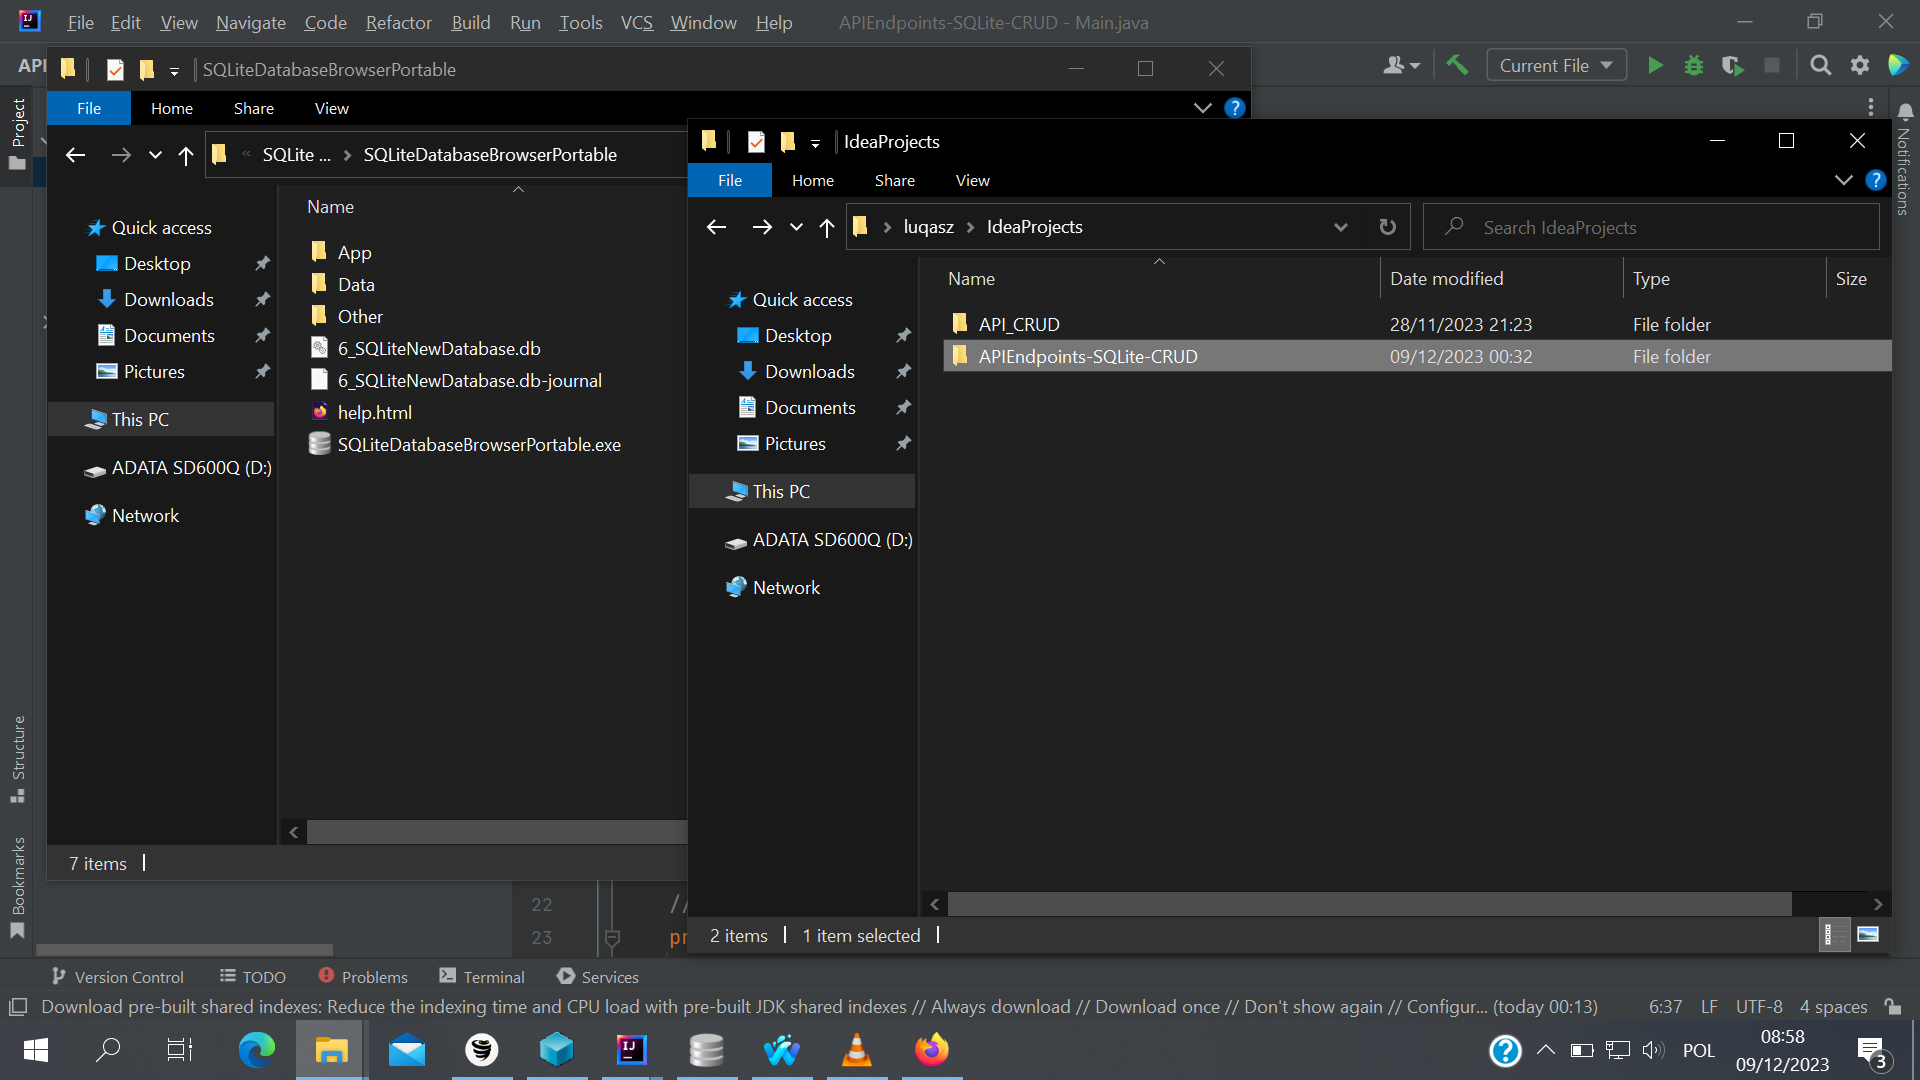 File Edit View Navigate Code Refactor Build Run Tools VCS Window Help APIEndpoints-SQLite-CRUD - Main.java
API
Current File
Project
Structure
Bookmarks
Notifications
SQLiteDatabaseBrowserPortable
File Home Share View
« SQLite ... > SQLiteDatabaseBrowserPortable
Name
Quick access
Desktop
Downloads
Documents
Pictures
This PC
ADATA SD600Q (D:)
Network
App
Data
Other
6_SQLiteNewDatabase.db
6_SQLiteNewDatabase.db-journal
help.html
SQLiteDatabaseBrowserPortable.exe
7 items
IdeaProjects
File Home Share View
> luqasz > IdeaProjects
Search IdeaProjects
Name Date modified Type Size
Quick access
Desktop
Downloads
Documents
Pictures
This PC
ADATA SD600Q (D:)
Network
API_CRUD 28/11/2023 21:23 File folder
APIEndpoints-SQLite-CRUD 09/12/2023 00:32 File folder
2 items 1 item selected
22 //
23 pr
Version Control TODO Problems Terminal Services
Download pre-built shared indexes: Reduce the indexing time and CPU load with pre-built JDK shared indexes // Always download // Download once // Don't show again // Configur... (today 00:13) 6:37 LF UTF-8 4 spaces
POL
08:58
09/12/2023
3